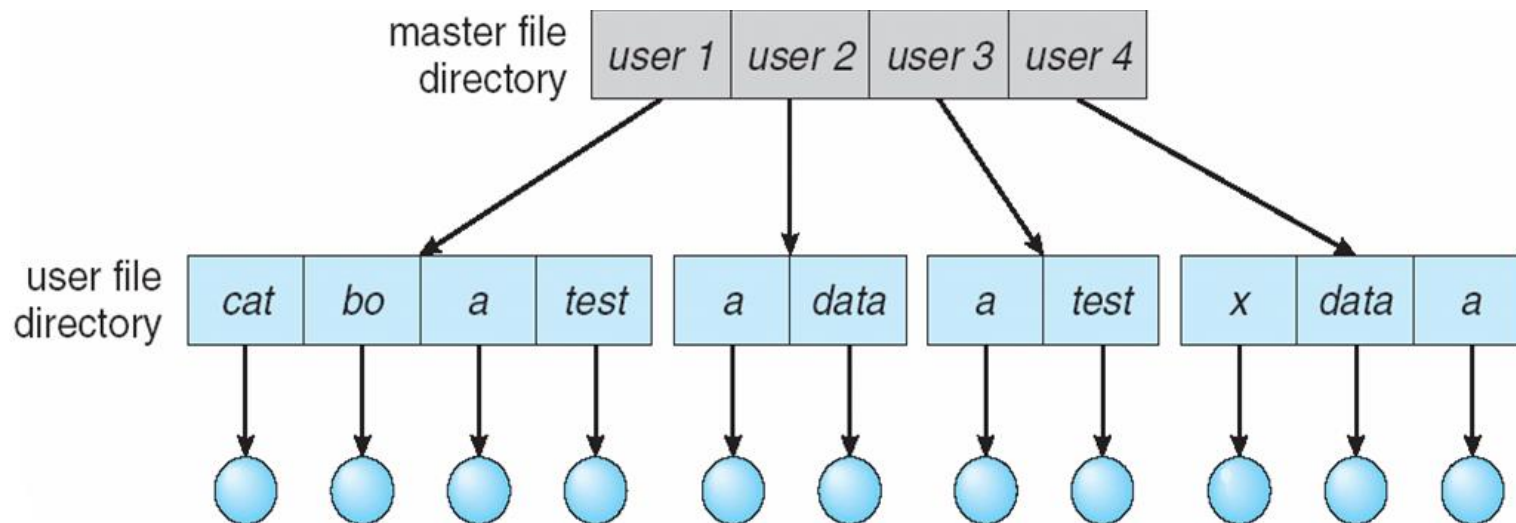 master file
directory
user 1 user 2 user 3 user 4
user file
directory
cat bo a test a data a test x data a